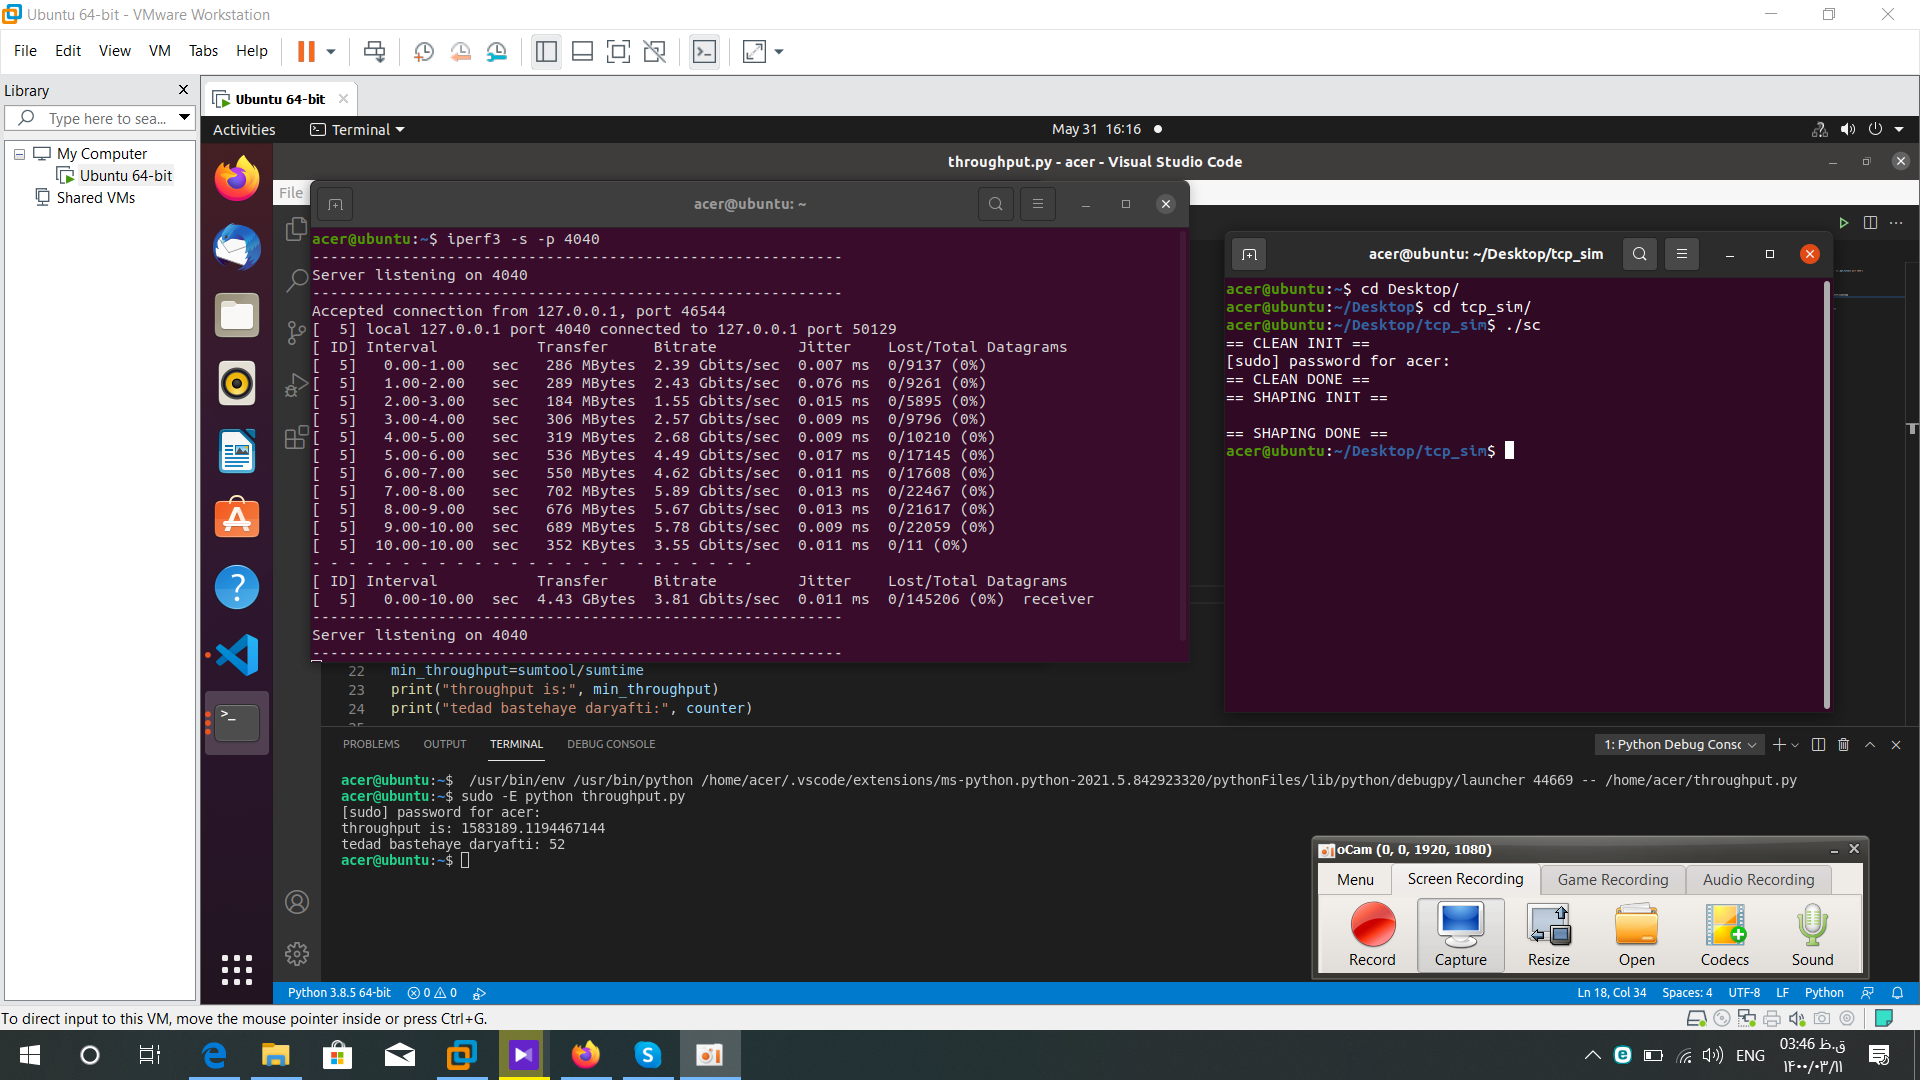 Ubuntu 64-bit - VMware Workstation
File Edit View VM Tabs Help
Library
Type here to sea...
My Computer
Ubuntu 64-bit
Shared VMs
Ubuntu 64-bit
Activities Terminal May 31 16:16
throughput.py - acer - Visual Studio Code
File
acer@ubuntu: ~
acer@ubuntu:~$ iperf3 -s -p 4040
-----------------------------------------------------------
Server listening on 4040
-----------------------------------------------------------
Accepted connection from 127.0.0.1, port 46544
[  5] local 127.0.0.1 port 4040 connected to 127.0.0.1 port 50129
[ ID] Interval Transfer Bitrate Jitter Lost/Total Datagrams
[  5] 0.00-1.00 sec 286 MBytes 2.39 Gbits/sec 0.007 ms 0/9137 (0%)
[  5] 1.00-2.00 sec 289 MBytes 2.43 Gbits/sec 0.076 ms 0/9261 (0%)
[  5] 2.00-3.00 sec 184 MBytes 1.55 Gbits/sec 0.015 ms 0/5895 (0%)
[  5] 3.00-4.00 sec 306 MBytes 2.57 Gbits/sec 0.009 ms 0/9796 (0%)
[  5] 4.00-5.00 sec 319 MBytes 2.68 Gbits/sec 0.009 ms 0/10210 (0%)
[  5] 5.00-6.00 sec 536 MBytes 4.49 Gbits/sec 0.017 ms 0/17145 (0%)
[  5] 6.00-7.00 sec 550 MBytes 4.62 Gbits/sec 0.011 ms 0/17608 (0%)
[  5] 7.00-8.00 sec 702 MBytes 5.89 Gbits/sec 0.013 ms 0/22467 (0%)
[  5] 8.00-9.00 sec 676 MBytes 5.67 Gbits/sec 0.013 ms 0/21617 (0%)
[  5] 9.00-10.00 sec 689 MBytes 5.78 Gbits/sec 0.009 ms 0/22059 (0%)
[  5] 10.00-10.00 sec 352 KBytes 3.55 Gbits/sec 0.011 ms 0/11 (0%)
- - - - - - - - - - - - - - - - - - - - - - - - -
[ ID] Interval Transfer Bitrate Jitter Lost/Total Datagrams
[  5] 0.00-10.00 sec 4.43 GBytes 3.81 Gbits/sec 0.011 ms 0/145206 (0%) receiver
-----------------------------------------------------------
Server listening on 4040
-----------------------------------------------------------
acer@ubuntu: ~/Desktop/tcp_sim
acer@ubuntu:~$ cd Desktop/
acer@ubuntu:~/Desktop$ cd tcp_sim/
acer@ubuntu:~/Desktop/tcp_sim$ ./sc
== CLEAN INIT ==
[sudo] password for acer:
== CLEAN DONE ==
== SHAPING INIT ==
== SHAPING DONE ==
acer@ubuntu:~/Desktop/tcp_sim$
22 min_throughput=sumtool/sumtime
23 print("throughput is:", min_throughput)
24 print("tedad bastehaye daryafti:", counter)
PROBLEMS OUTPUT TERMINAL DEBUG CONSOLE
1: Python Debug Consc
acer@ubuntu:~$ /usr/bin/env /usr/bin/python /home/acer/.vscode/extensions/ms-python.python-2021.5.842923320/pythonFiles/lib/python/debugpy/launcher 44669 -- /home/acer/throughput.py
acer@ubuntu:~$ sudo -E python throughput.py
[sudo] password for acer:
throughput is: 1583189.1194467144
tedad bastehaye daryafti: 52
acer@ubuntu:~$
oCam (0, 0, 1920, 1080)
Menu Screen Recording Game Recording Audio Recording
Record Capture Resize Open Codecs Sound
Python 3.8.5 64-bit 0 0
Ln 18, Col 34 Spaces: 4 UTF-8 LF Python
To direct input to this VM, move the mouse pointer inside or press Ctrl+G.
ENG
03:46 ق.ظ
۱۴۰۰/۰۳/۱۱